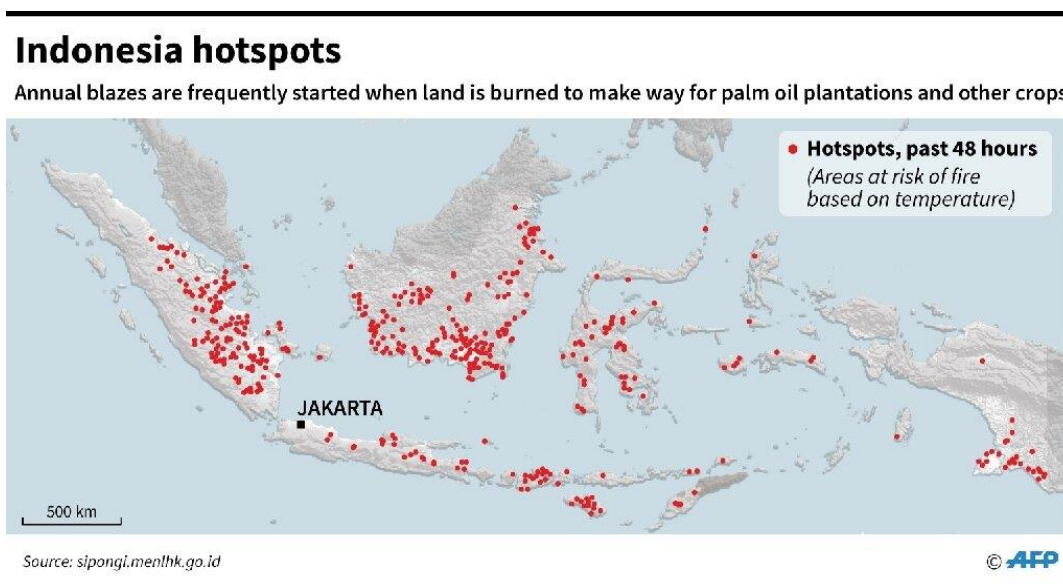 Indonesia hotspots
Annual blazes are frequently started when land is burned to make way for palm oil plantations and other crops
Hotspots, past 48 hours
(Areas at risk of fire
based on temperature)
JAKARTA
500 km
Source: sipongi.menlhk.go.id
© AFP